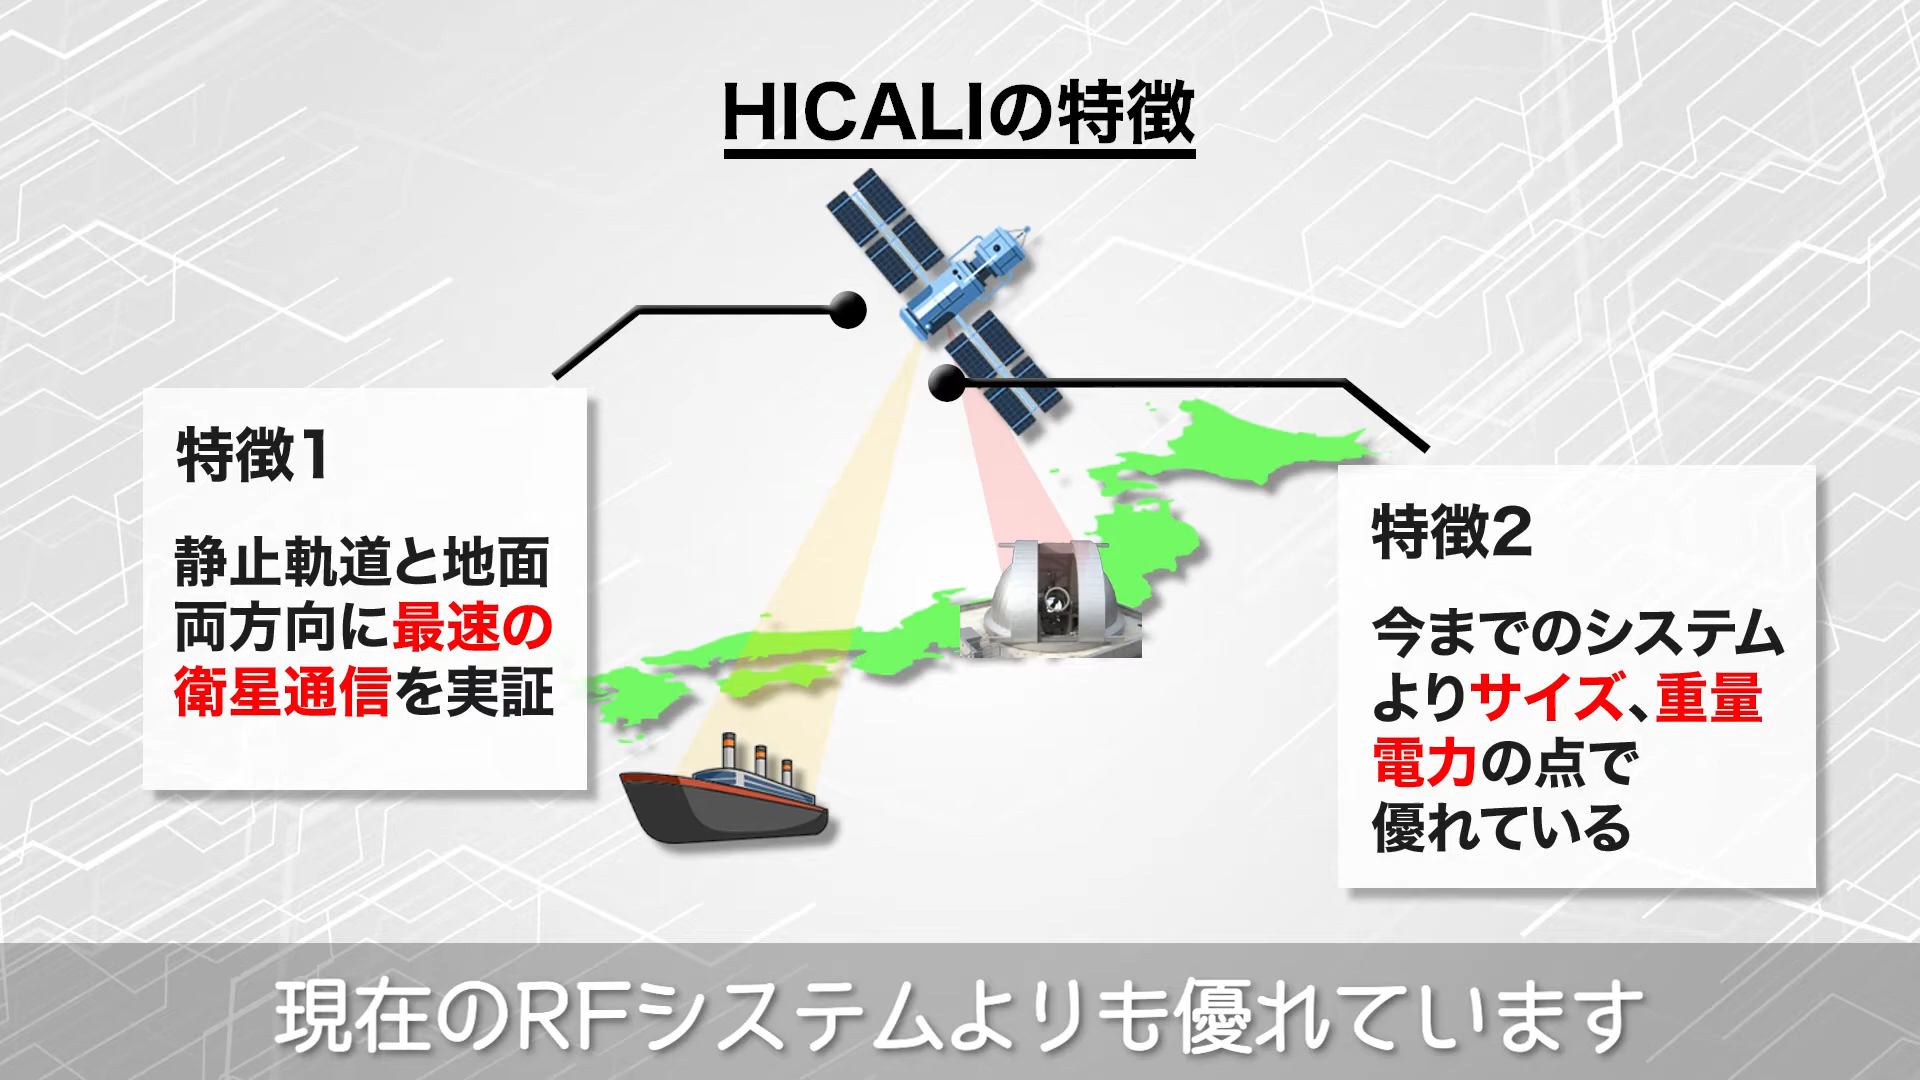 HICALIの特徴
特徴1
静止軌道と地面
両方向に最速の
衛星通信を実証
特徴2
今までのシステム
よりサイズ、重量
電力の点で
優れている
現在のRFシステムよりも優れています